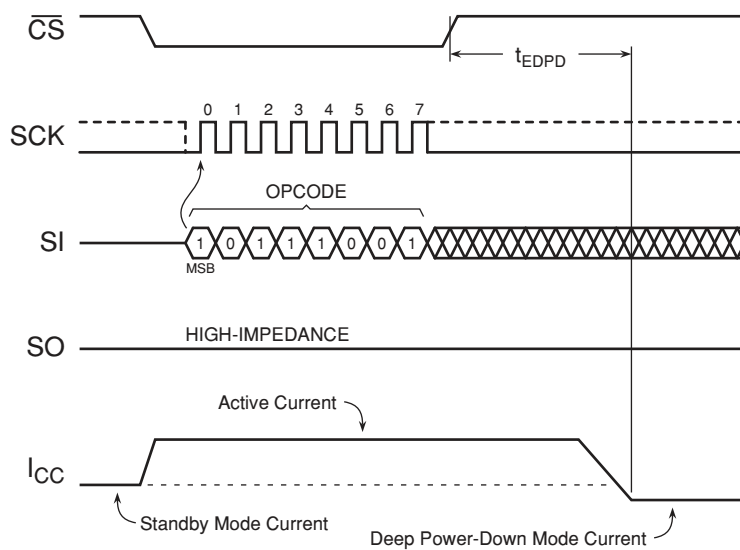 CS
tEDPD
0 1 2 3 4 5 6 7
SCK
OPCODE
SI
1 0 1 1 1 0 0 1
MSB
HIGH-IMPEDANCE
SO
Active Current
ICC
Standby Mode Current
Deep Power-Down Mode Current